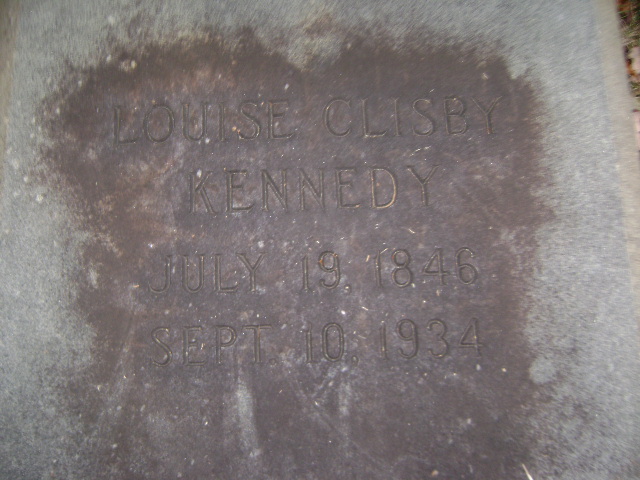 LOUISE CLISBY
KENNEDY
JULY 19, 1846
SEPT 10, 1934